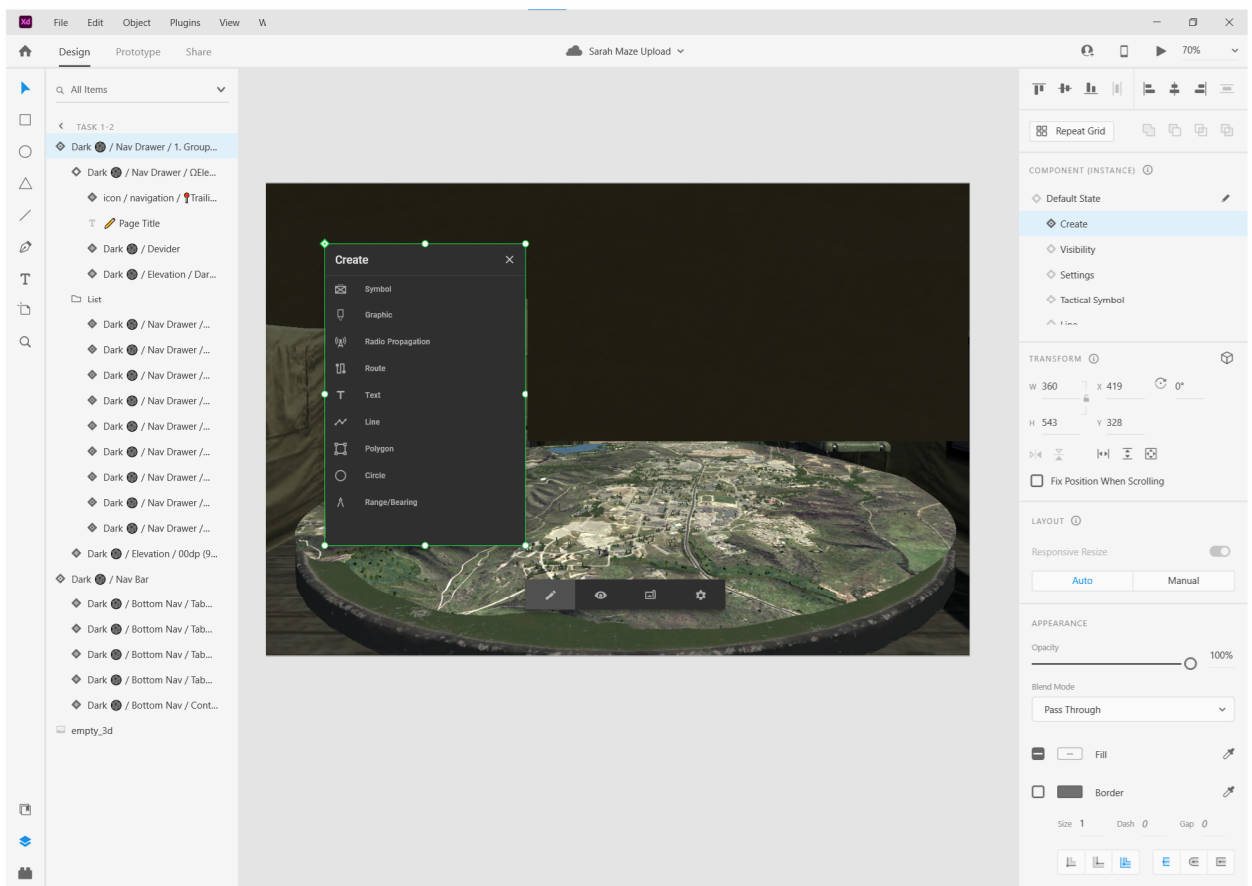 Xd File Edit Object Plugins View W
Design Prototype Share Sarah Maze Upload 70%
All Items
TASK 1-2
Dark / Nav Drawer / 1. Group...
Dark / Nav Drawer / ΩEle...
icon / navigation / Traili...
T Page Title
Dark / Devider
Dark / Elevation / Dar...
List
Dark / Nav Drawer /...
Dark / Nav Drawer /...
Dark / Nav Drawer /...
Dark / Nav Drawer /...
Dark / Nav Drawer /...
Dark / Nav Drawer /...
Dark / Nav Drawer /...
Dark / Nav Drawer /...
Dark / Nav Drawer /...
Dark / Elevation / 00dp (9...
Dark / Nav Bar
Dark / Bottom Nav / Tab...
Dark / Bottom Nav / Tab...
Dark / Bottom Nav / Tab...
Dark / Bottom Nav / Tab...
Dark / Bottom Nav / Cont...
empty_3d
Create
Symbol
Graphic
Radio Propagation
Route
Text
Line
Polygon
Circle
Range/Bearing
Repeat Grid
COMPONENT (INSTANCE)
Default State
Create
Visibility
Settings
Tactical Symbol
Line
TRANSFORM
W 360 X 419 0°
H 543 Y 328
Fix Position When Scrolling
LAYOUT
Responsive Resize
Auto Manual
APPEARANCE
Opacity
100%
Blend Mode
Pass Through
Fill
Border
Size 1 Dash 0 Gap 0